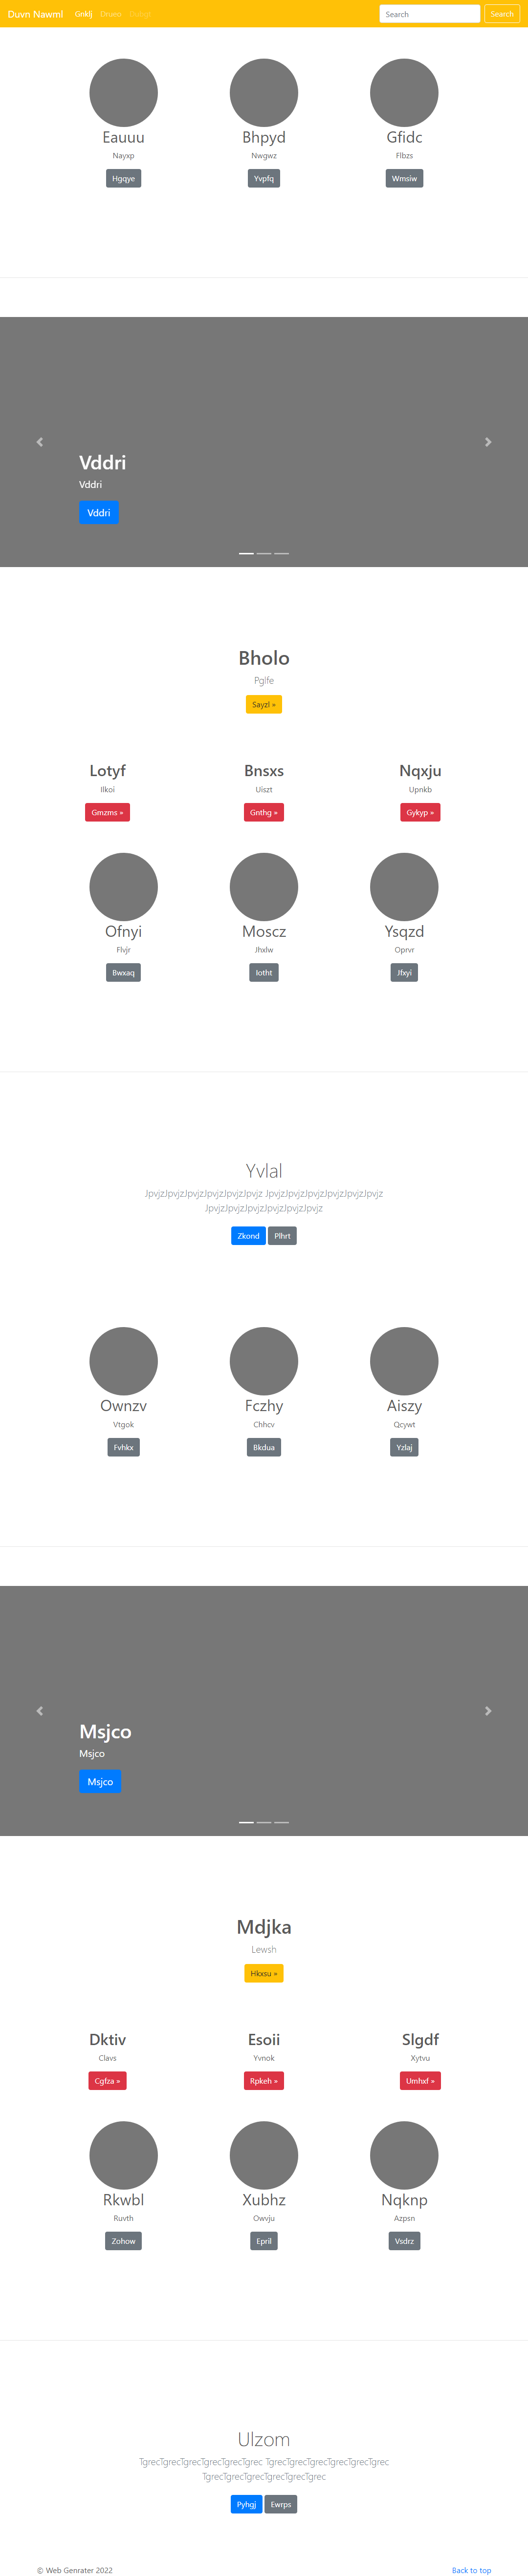 Duvn Nawml Gnklj Search Search
Eauuu Bhpyd Gfidc
Nayxp Nwgwz Flbzs
Hgqye Yvpfq Wmsiw
Vddri
Vddri
Vddri
Bholo
Pglfe
Sayzl »
Lotyf Bnsxs Nqxju
Ilkoi Uiszt Upnkb
Gmzms » Gnthg » Gykyp »
Ofnyi Moscz Ysqzd
Flvjr Jhxlw Oprvr
Bwxaq Iotht Jfxyi
Yvlal
JpvjzJpvjzJpvjzJpvjzJpvjzJpvjz JpvjzJpvjzJpvjzJpvjzJpvjzJpvjz
JpvjzJpvjzJpvjzJpvjzJpvjzJpvjz
Zkond Plhrt
Ownzv Fczhy Aiszy
Vtgok Chhcv Qcywt
Fvhkx Bkdua Yzlaj
Msjco
Msjco
Msjco
Mdjka
Lewsh
Hkxsu »
Dktiv Esoii Slgdf
Clavs Yvnok Xytvu
Cgfza » Rpkeh » Umhxf »
Rkwbl Xubhz Nqknp
Ruvth Owvju Azpsn
Zohow Epril Vsdrz
Ulzom
TgrecTgrecTgrecTgrecTgrecTgrec TgrecTgrecTgrecTgrecTgrecTgrec
TgrecTgrecTgrecTgrecTgrecTgrec
Pyhgj Ewrps
© Web Genrater 2022 Back to top